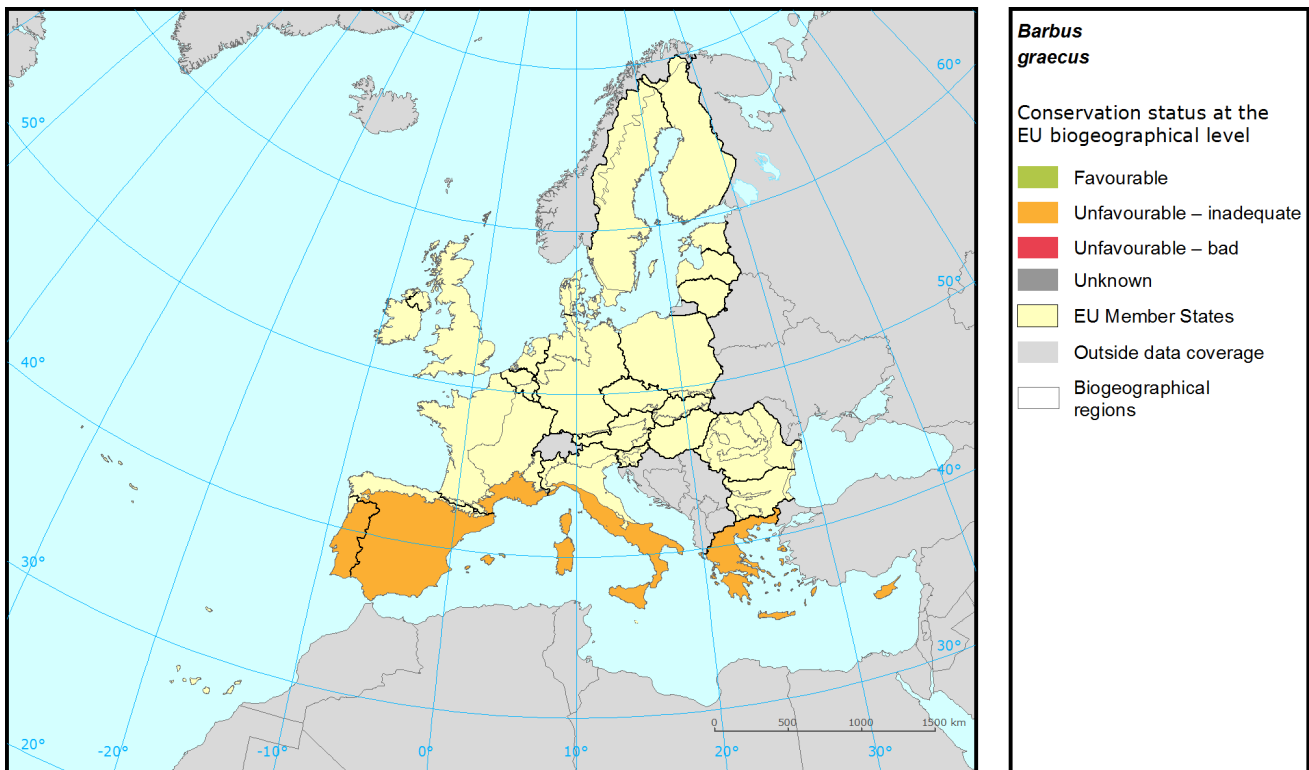 Barbus
graecus
Conservation status at the
EU biogeographical level
Favourable
Unfavourable – inadequate
Unfavourable – bad
Unknown
EU Member States
Outside data coverage
Biogeographical
regions
60°
50°
50°
40°
40°
30°
30°
0 500 1000 1500 km
20° -20° -10° 0° 10° 20° 30°